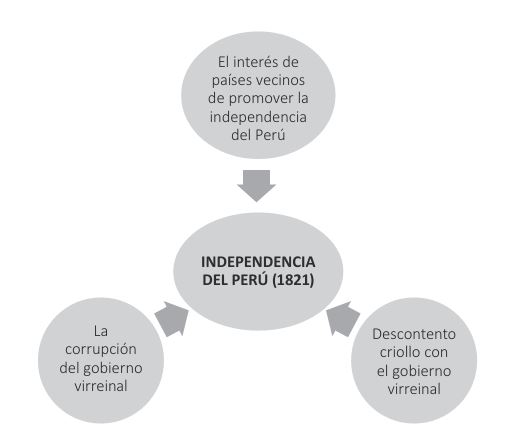 El interés de
países vecinos
de promover la
independencia
del Perú
INDEPENDENCIA
DEL PERÚ (1821)
La
corrupción
del gobierno
virreinal
Descontento
criollo con
el gobierno
virreinal